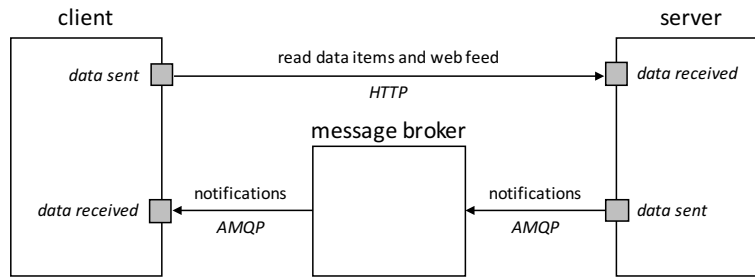 client
server
data sent
read data items and web feed
data received
HTTP
message broker
data received
notifications
AMQP
notifications
AMQP
data sent